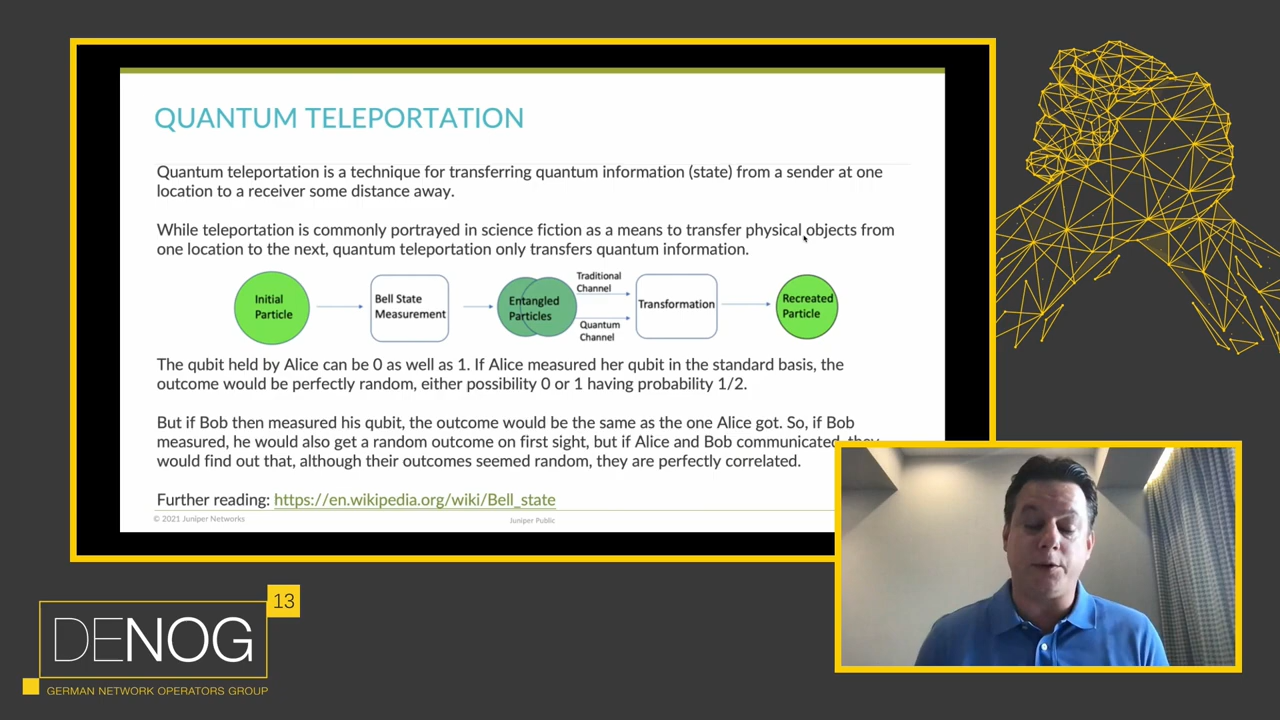 QUANTUM TELEPORTATION
Quantum teleportation is a technique for transferring quantum information (state) from a sender at one
location to a receiver some distance away.
While teleportation is commonly portrayed in science fiction as a means to transfer physical objects from
one location to the next, quantum teleportation only transfers quantum information.
Initial
Particle
Bell State
Measurement
Entangled
Particles
Traditional
Channel
Quantum
Channel
Transformation
Recreated
Particle
The qubit held by Alice can be 0 as well as 1. If Alice measured her qubit in the standard basis, the
outcome would be perfectly random, either possibility 0 or 1 having probability 1/2.
But if Bob then measured his qubit, the outcome would be the same as the one Alice got. So, if Bob
measured, he would also get a random outcome on first sight, but if Alice and Bob communicated, they
would find out that, although their outcomes seemed random, they are perfectly correlated.
Further reading: https://en.wikipedia.org/wiki/Bell_state
© 2021 Juniper Networks
Juniper Public
13
DENOG
GERMAN NETWORK OPERATORS GROUP